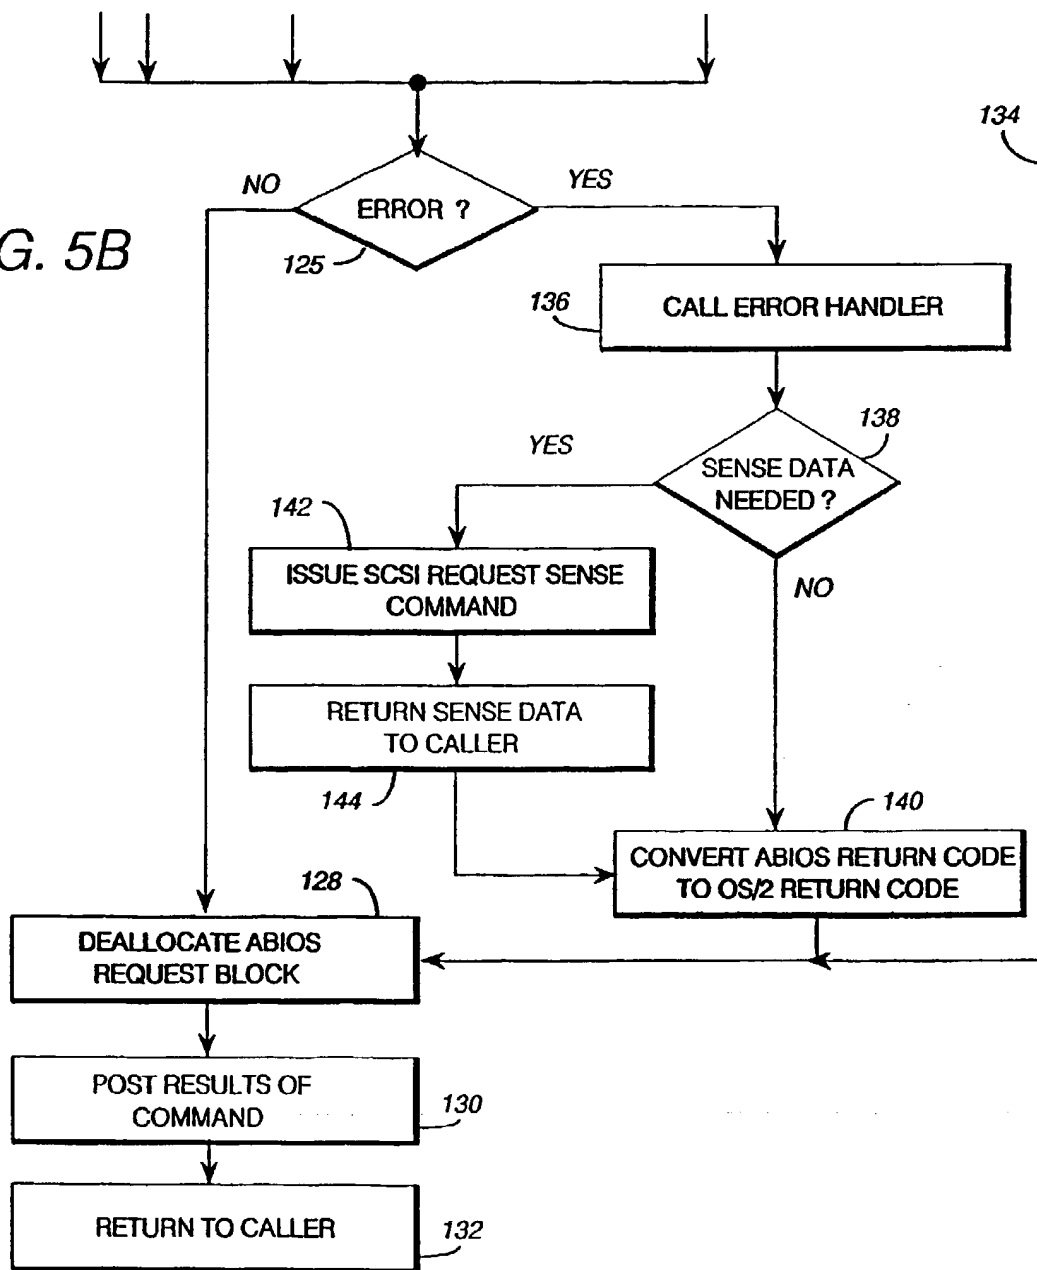 134
NO
YES
ERROR ?
G. 5B
125
136
CALL ERROR HANDLER
138
YES
SENSE DATA
NEEDED ?
142
ISSUE SCSI REQUEST SENSE
COMMAND
NO
RETURN SENSE DATA
TO CALLER
144
140
CONVERT ABIOS RETURN CODE
TO OS/2 RETURN CODE
128
DEALLOCATE ABIOS
REQUEST BLOCK
POST RESULTS OF
COMMAND
130
RETURN TO CALLER
132